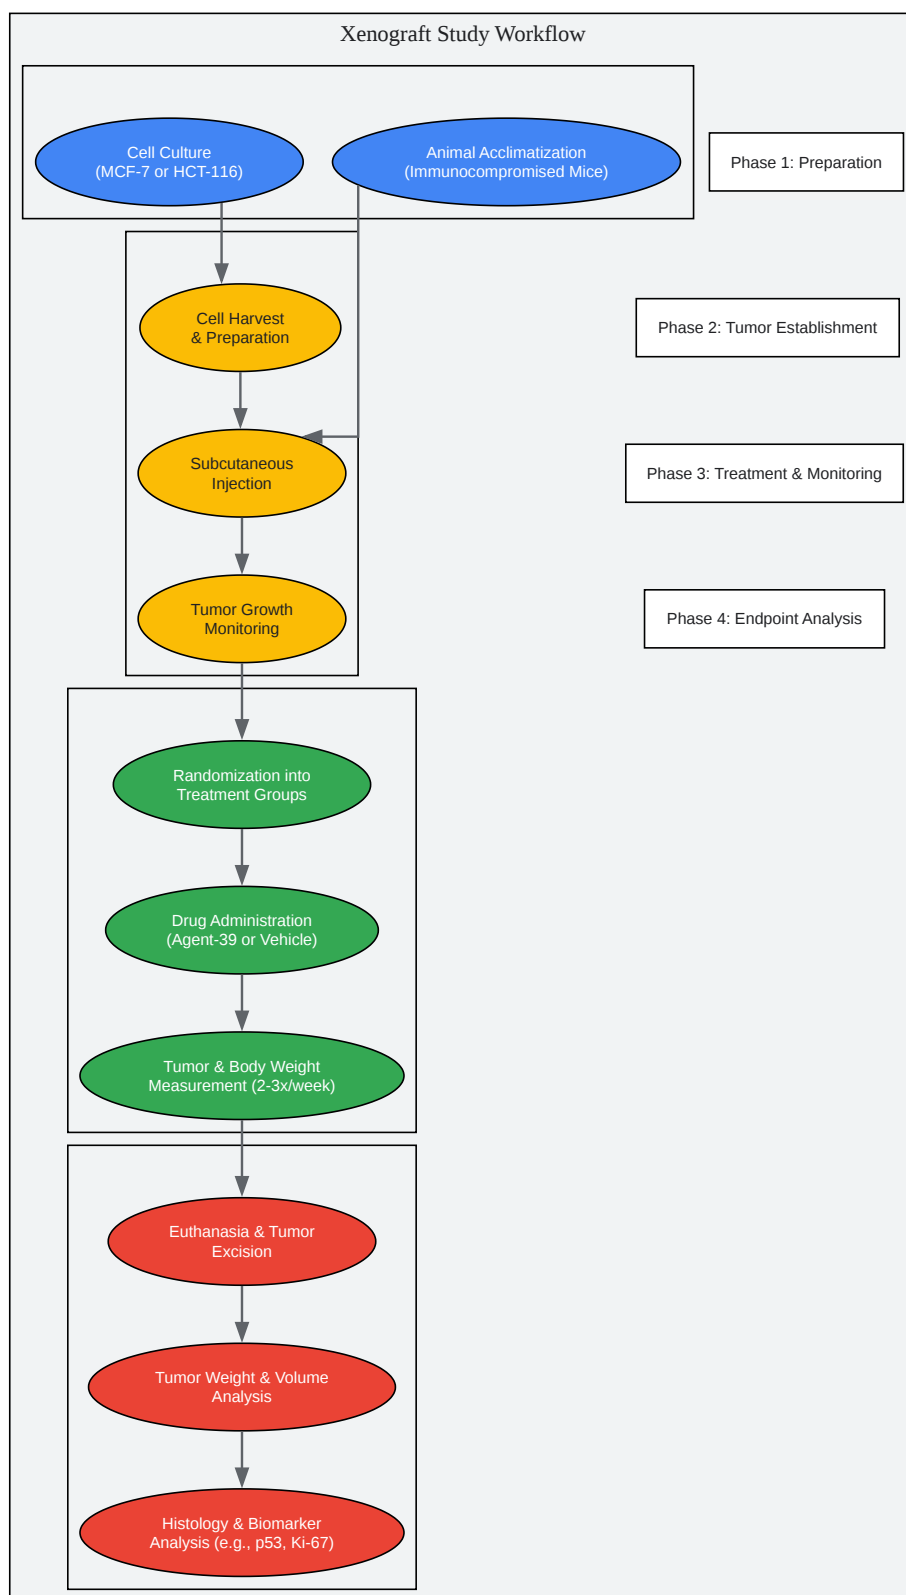 Xenograft Study Workflow
Cell Culture
(MCF-7 or HCT-116)
Animal Acclimatization
(Immunocompromised Mice)
Phase 1: Preparation
Cell Harvest
& Preparation
Phase 2: Tumor Establishment
Subcutaneous
Injection
Phase 3: Treatment & Monitoring
Tumor Growth
Monitoring
Phase 4: Endpoint Analysis
Randomization into
Treatment Groups
Drug Administration
(Agent-39 or Vehicle)
Tumor & Body Weight
Measurement (2-3x/week)
Euthanasia & Tumor
Excision
Tumor Weight & Volume
Analysis
Histology & Biomarker
Analysis (e.g., p53, Ki-67)